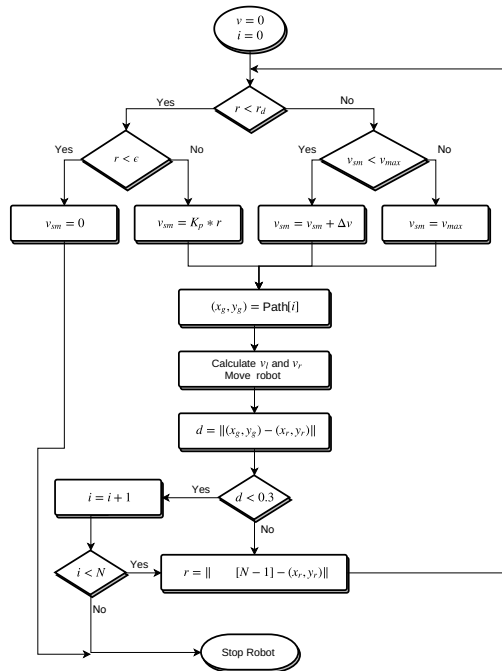 v = 0
i = 0
r < r_d
Yes
No
r < ϵ
Yes
No
v_sm < v_max
Yes
No
v_sm = 0
v_sm = K_p * r
v_sm = v_sm + Δv
v_sm = v_max
(x_g, y_g) = Path[i]
Calculate v_l and v_r
Move robot
d = ||(x_g, y_g) − (x_r, y_r)||
d < 0.3
Yes
No
i = i + 1
i < N
Yes
No
r = || [N − 1] − (x_r, y_r)||
Stop Robot